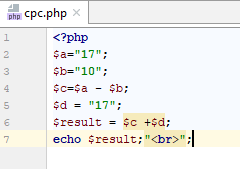 cpc.php
1 <?php
2 $a="17";
3 $b="10";
4 $c=$a - $b;
5 $d = "17";
6 $result = $c +$d;
7 echo $result;"<br>";